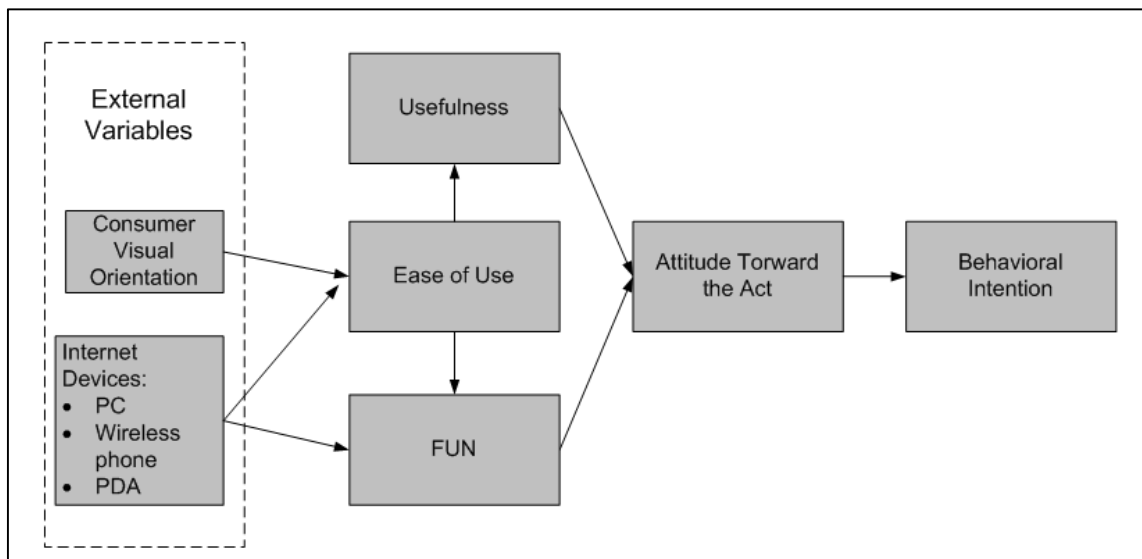 External
Variables
Consumer
Visual
Orientation
Internet
Devices:
• PC
• Wireless
phone
• PDA
Usefulness
Ease of Use
FUN
Attitude Torward
the Act
Behavioral
Intention